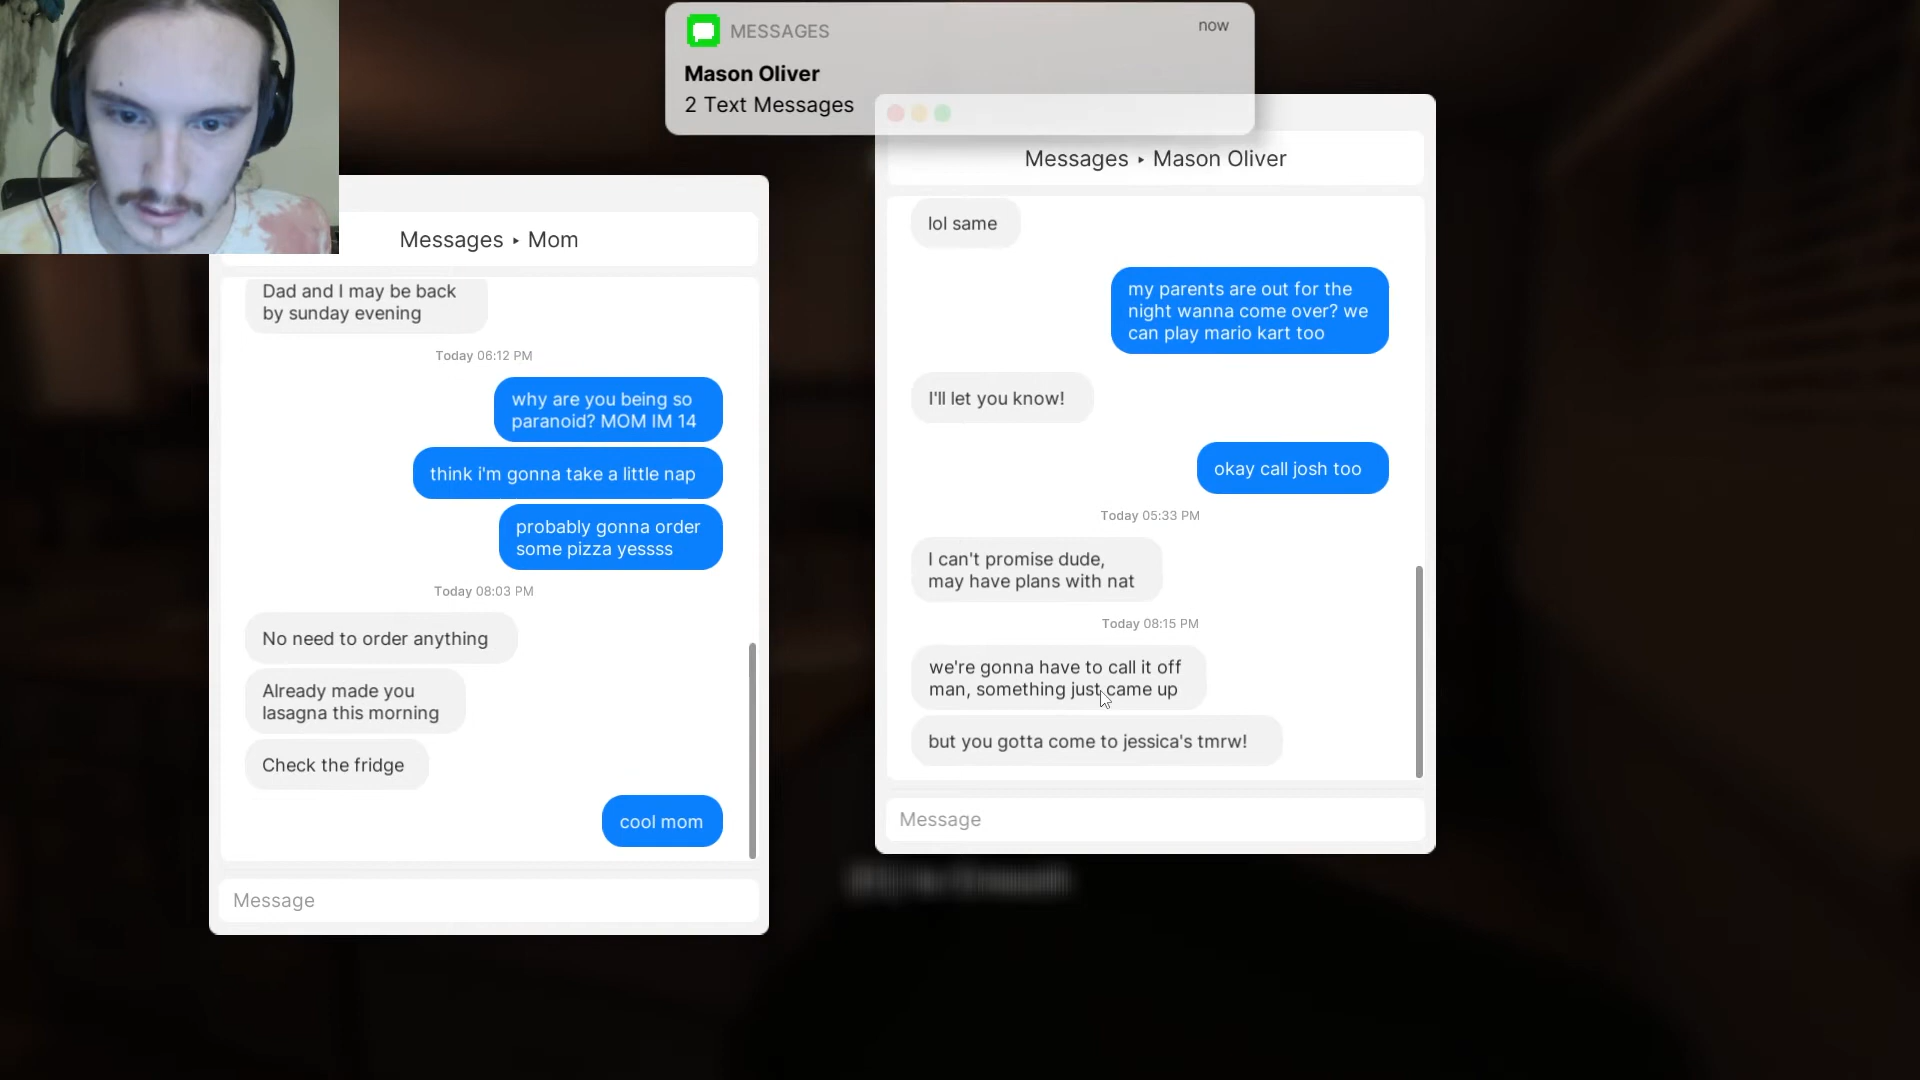 MESSAGES
now
Mason Oliver
2 Text Messages
Messages ▸ Mom
Dad and I may be back
by sunday evening
Today 06:12 PM
why are you being so
paranoid? MOM IM 14
think i'm gonna take a little nap
probably gonna order
some pizza yessss
Today 08:03 PM
No need to order anything
Already made you
lasagna this morning
Check the fridge
cool mom
Message
Messages ▸ Mason Oliver
lol same
my parents are out for the
night wanna come over? we
can play mario kart too
I'll let you know!
okay call josh too
Today 05:33 PM
I can't promise dude,
may have plans with nat
Today 08:15 PM
we're gonna have to call it off
man, something just came up
but you gotta come to jessica's tmrw!
Message